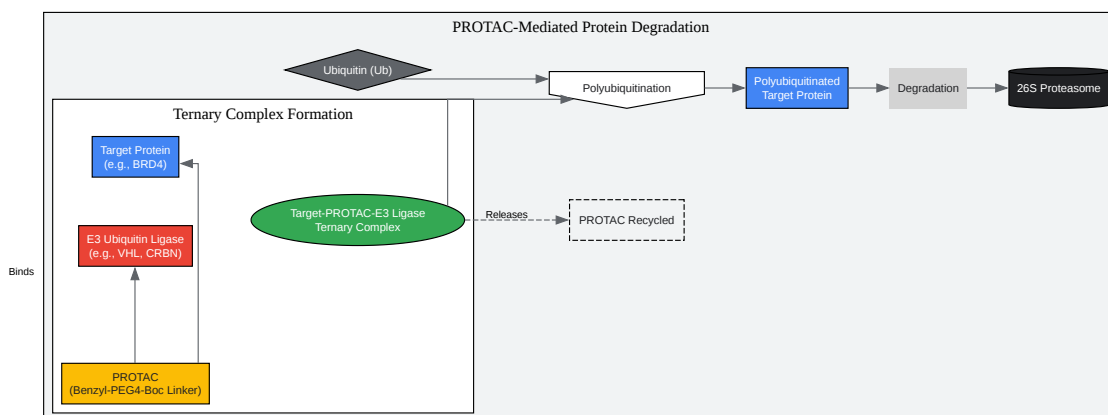 PROTAC-Mediated Protein Degradation
Ubiquitin (Ub)
Polyubiquitination
Polyubiquitinated
Target Protein
Degradation
26S Proteasome
Ternary Complex Formation
Target Protein
(e.g., BRD4)
Target-PROTAC-E3 Ligase
Ternary Complex
Releases
PROTAC Recycled
E3 Ubiquitin Ligase
(e.g., VHL, CRBN)
Binds
PROTAC
(Benzyl-PEG4-Boc Linker)